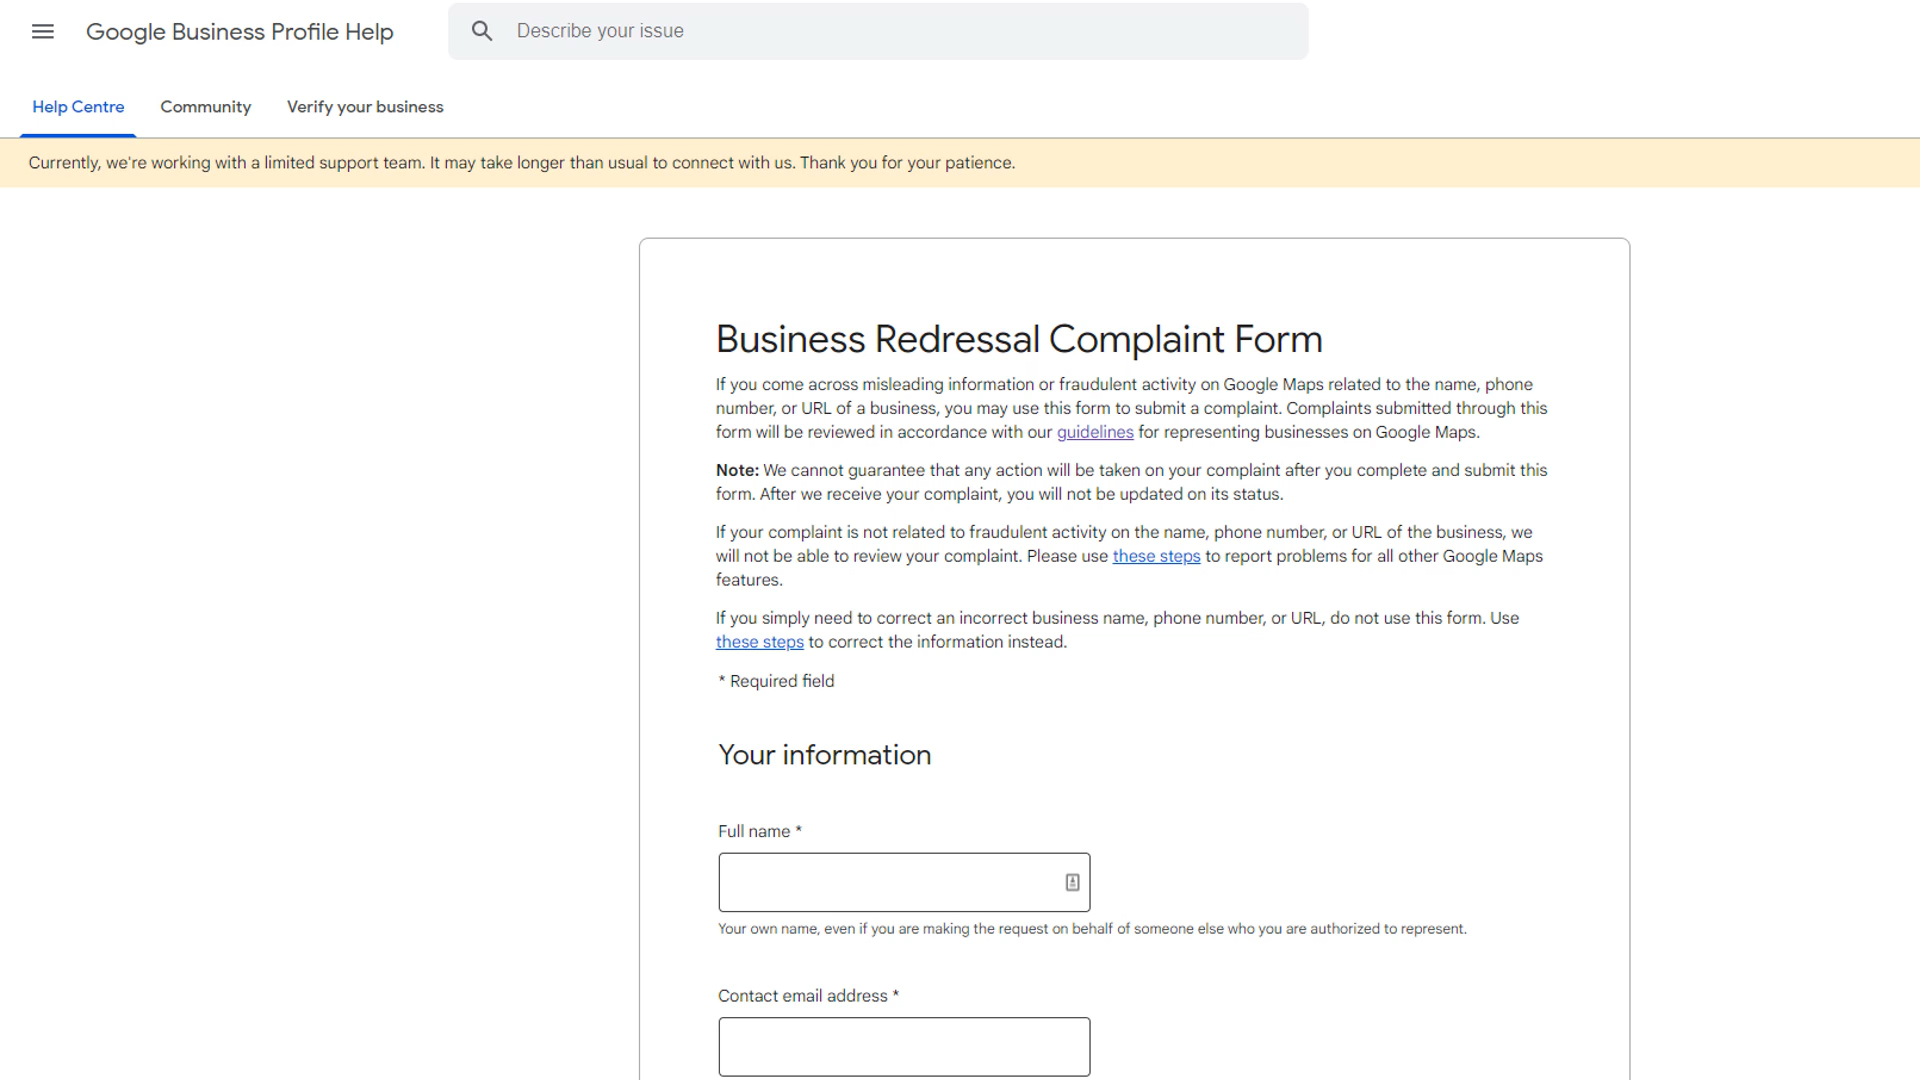 Google Business Profile Help
Describe your issue
Help Centre Community Verify your business
Currently, we're working with a limited support team. It may take longer than usual to connect with us. Thank you for your patience.
Business Redressal Complaint Form
If you come across misleading information or fraudulent activity on Google Maps related to the name, phone
number, or URL of a business, you may use this form to submit a complaint. Complaints submitted through this
form will be reviewed in accordance with our guidelines for representing businesses on Google Maps.
Note: We cannot guarantee that any action will be taken on your complaint after you complete and submit this
form. After we receive your complaint, you will not be updated on its status.
If your complaint is not related to fraudulent activity on the name, phone number, or URL of the business, we
will not be able to review your complaint. Please use these steps to report problems for all other Google Maps
features.
If you simply need to correct an incorrect business name, phone number, or URL, do not use this form. Use
these steps to correct the information instead.
* Required field
Your information
Full name *
Your own name, even if you are making the request on behalf of someone else who you are authorized to represent.
Contact email address *